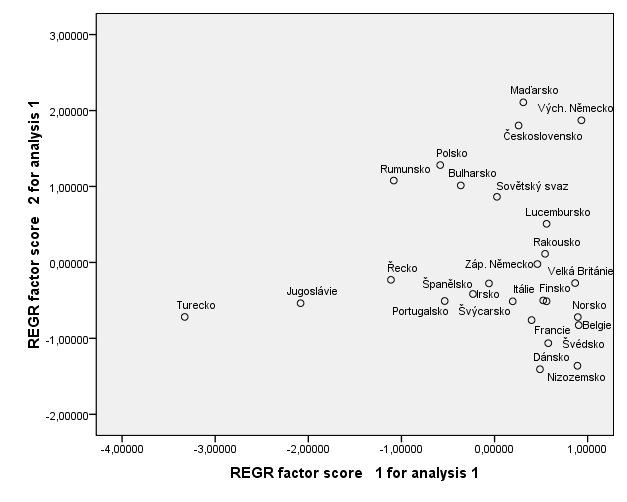 3,00000
2,00000
1,00000
0,00000
-1,00000
-2,00000
REGR factor score 2 for analysis 1
Maďarsko
Vých. Německo
Československo
Polsko
Rumunsko
Bulharsko
Sovětský svaz
Lucembursko
Rakousko
Záp. Německo
Velká Británie
Řecko
Španělsko
Irsko
Itálie
Finsko
Jugoslávie
Turecko
Portugalsko
Švýcarsko
Norsko
Belgie
Francie
Švédsko
Dánsko
Nizozemsko
-4,00000
-3,00000
-2,00000
-1,00000
0,00000
1,00000
REGR factor score 1 for analysis 1